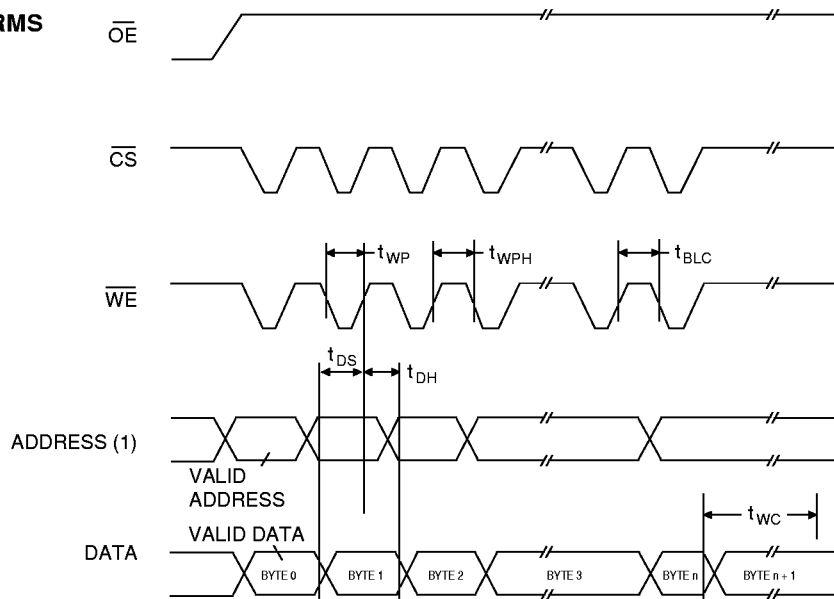 RMS
OE
CS
tWP
tWPH
tBLC
WE
tDS
tDH
ADDRESS (1)
VALID
ADDRESS
tWC
VALID DATA
DATA
BYTE 0
BYTE 1
BYTE 2
BYTE 3
BYTE n
BYTE n + 1